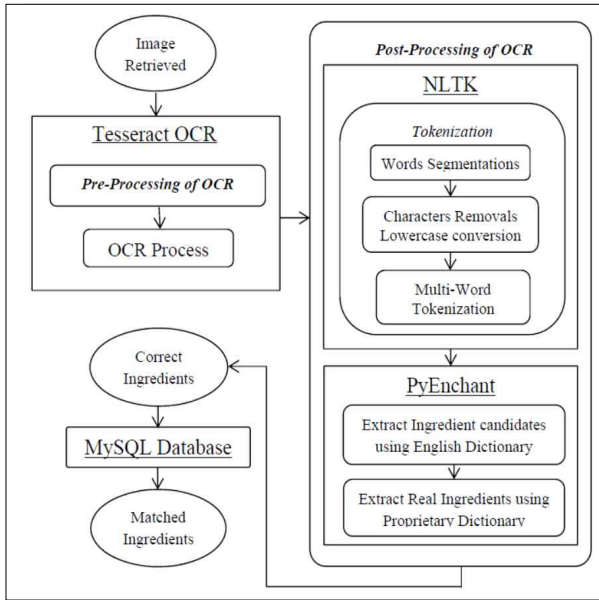 Image
Retrieved
Tesseract OCR
Pre-Processing of OCR
OCR Process
Post-Processing of OCR
NLTK
Tokenization
Words Segmentations
Characters Removals
Lowercase conversion
Multi-Word
Tokenization
PyEnchant
Extract Ingredient candidates
using English Dictionary
Extract Real Ingredients using
Proprietary Dictionary
Correct
Ingredients
MySQL Database
Matched
Ingredients